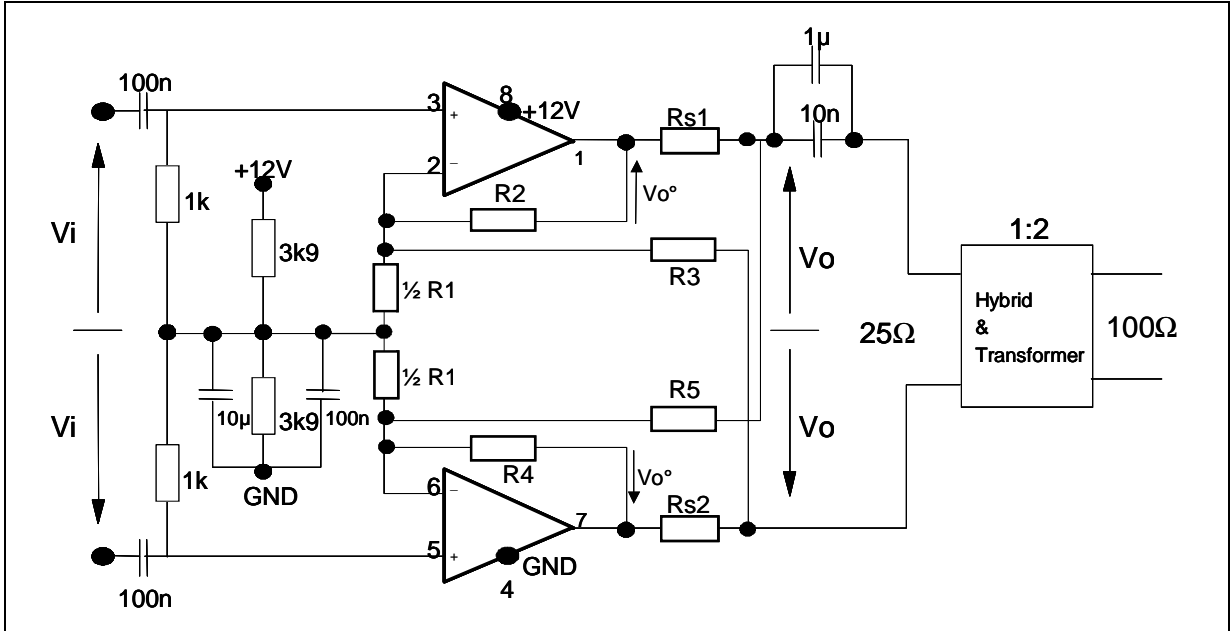 1µ
100n
8
3
+
+12V
10n
Rs1
+12V
2
−
1
1k
R2
Vo°
Vi
3k9
1:2
R3
Vo
½ R1
Hybrid
&
Transformer
25Ω
100Ω
½ R1
R5
Vi
10µ
3k9
100n
Vo
R4
Vo°
1k
GND
6
−
Rs2
7
5
+
GND
4
100n